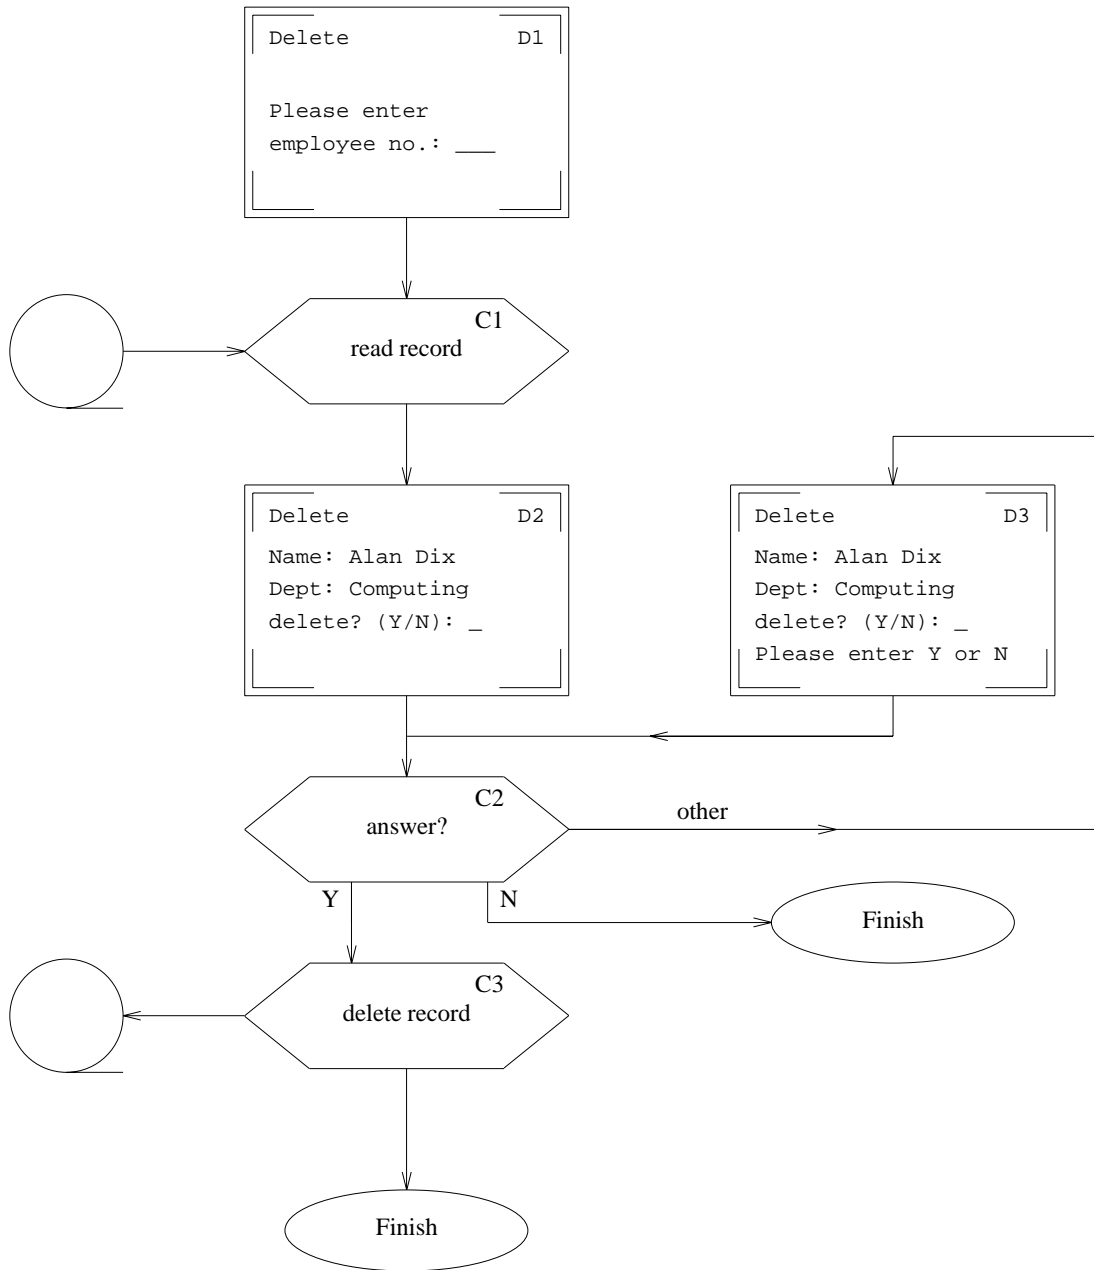 Delete D1
Please enter
employee no.: ___
C1
read record
Delete D2
Name: Alan Dix
Dept: Computing
delete? (Y/N): _
Delete D3
Name: Alan Dix
Dept: Computing
delete? (Y/N): _
Please enter Y or N
C2
answer?
other
Y
N
Finish
C3
delete record
Finish